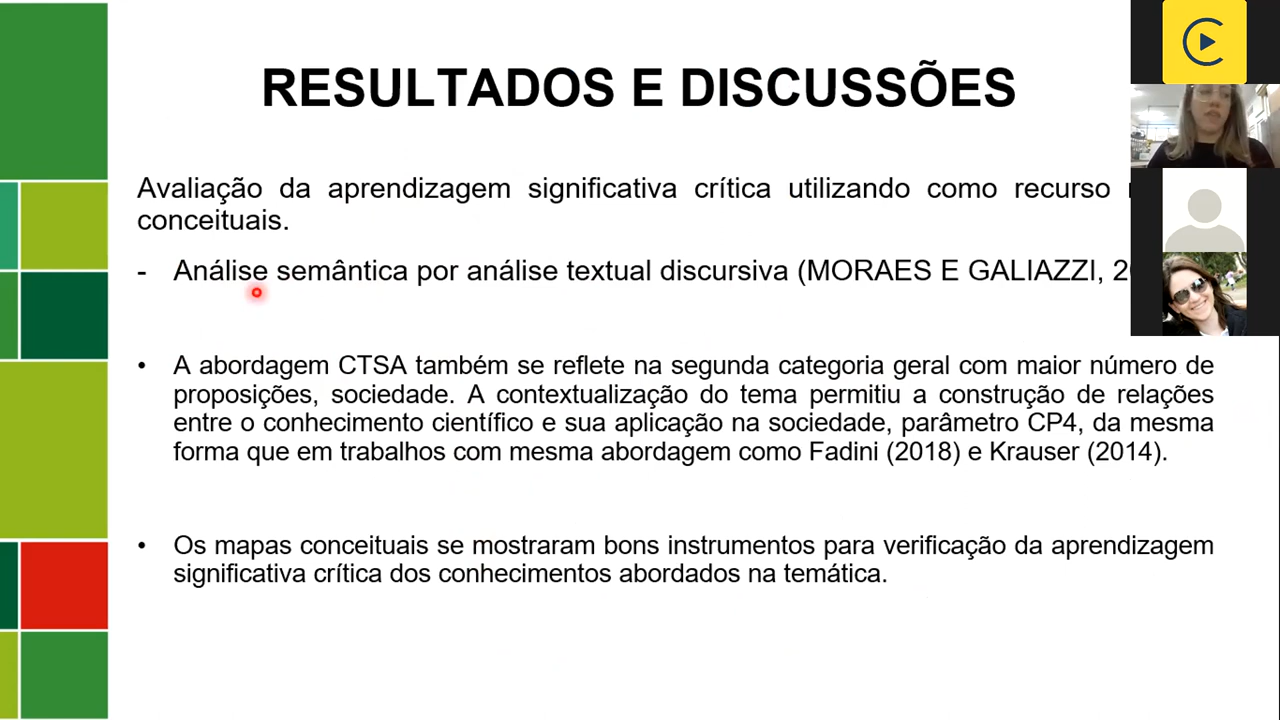 RESULTADOS E DISCUSSÕES
Avaliação da aprendizagem significativa crítica utilizando como recurso
conceituais.
- Análise semântica por análise textual discursiva (MORAES E GALIAZZI,
• A abordagem CTSA também se reflete na segunda categoria geral com maior número de
proposições, sociedade. A contextualização do tema permitiu a construção de relações
entre o conhecimento científico e sua aplicação na sociedade, parâmetro CP4, da mesma
forma que em trabalhos com mesma abordagem como Fadini (2018) e Krauser (2014).
• Os mapas conceituais se mostraram bons instrumentos para verificação da aprendizagem
significativa crítica dos conhecimentos abordados na temática.